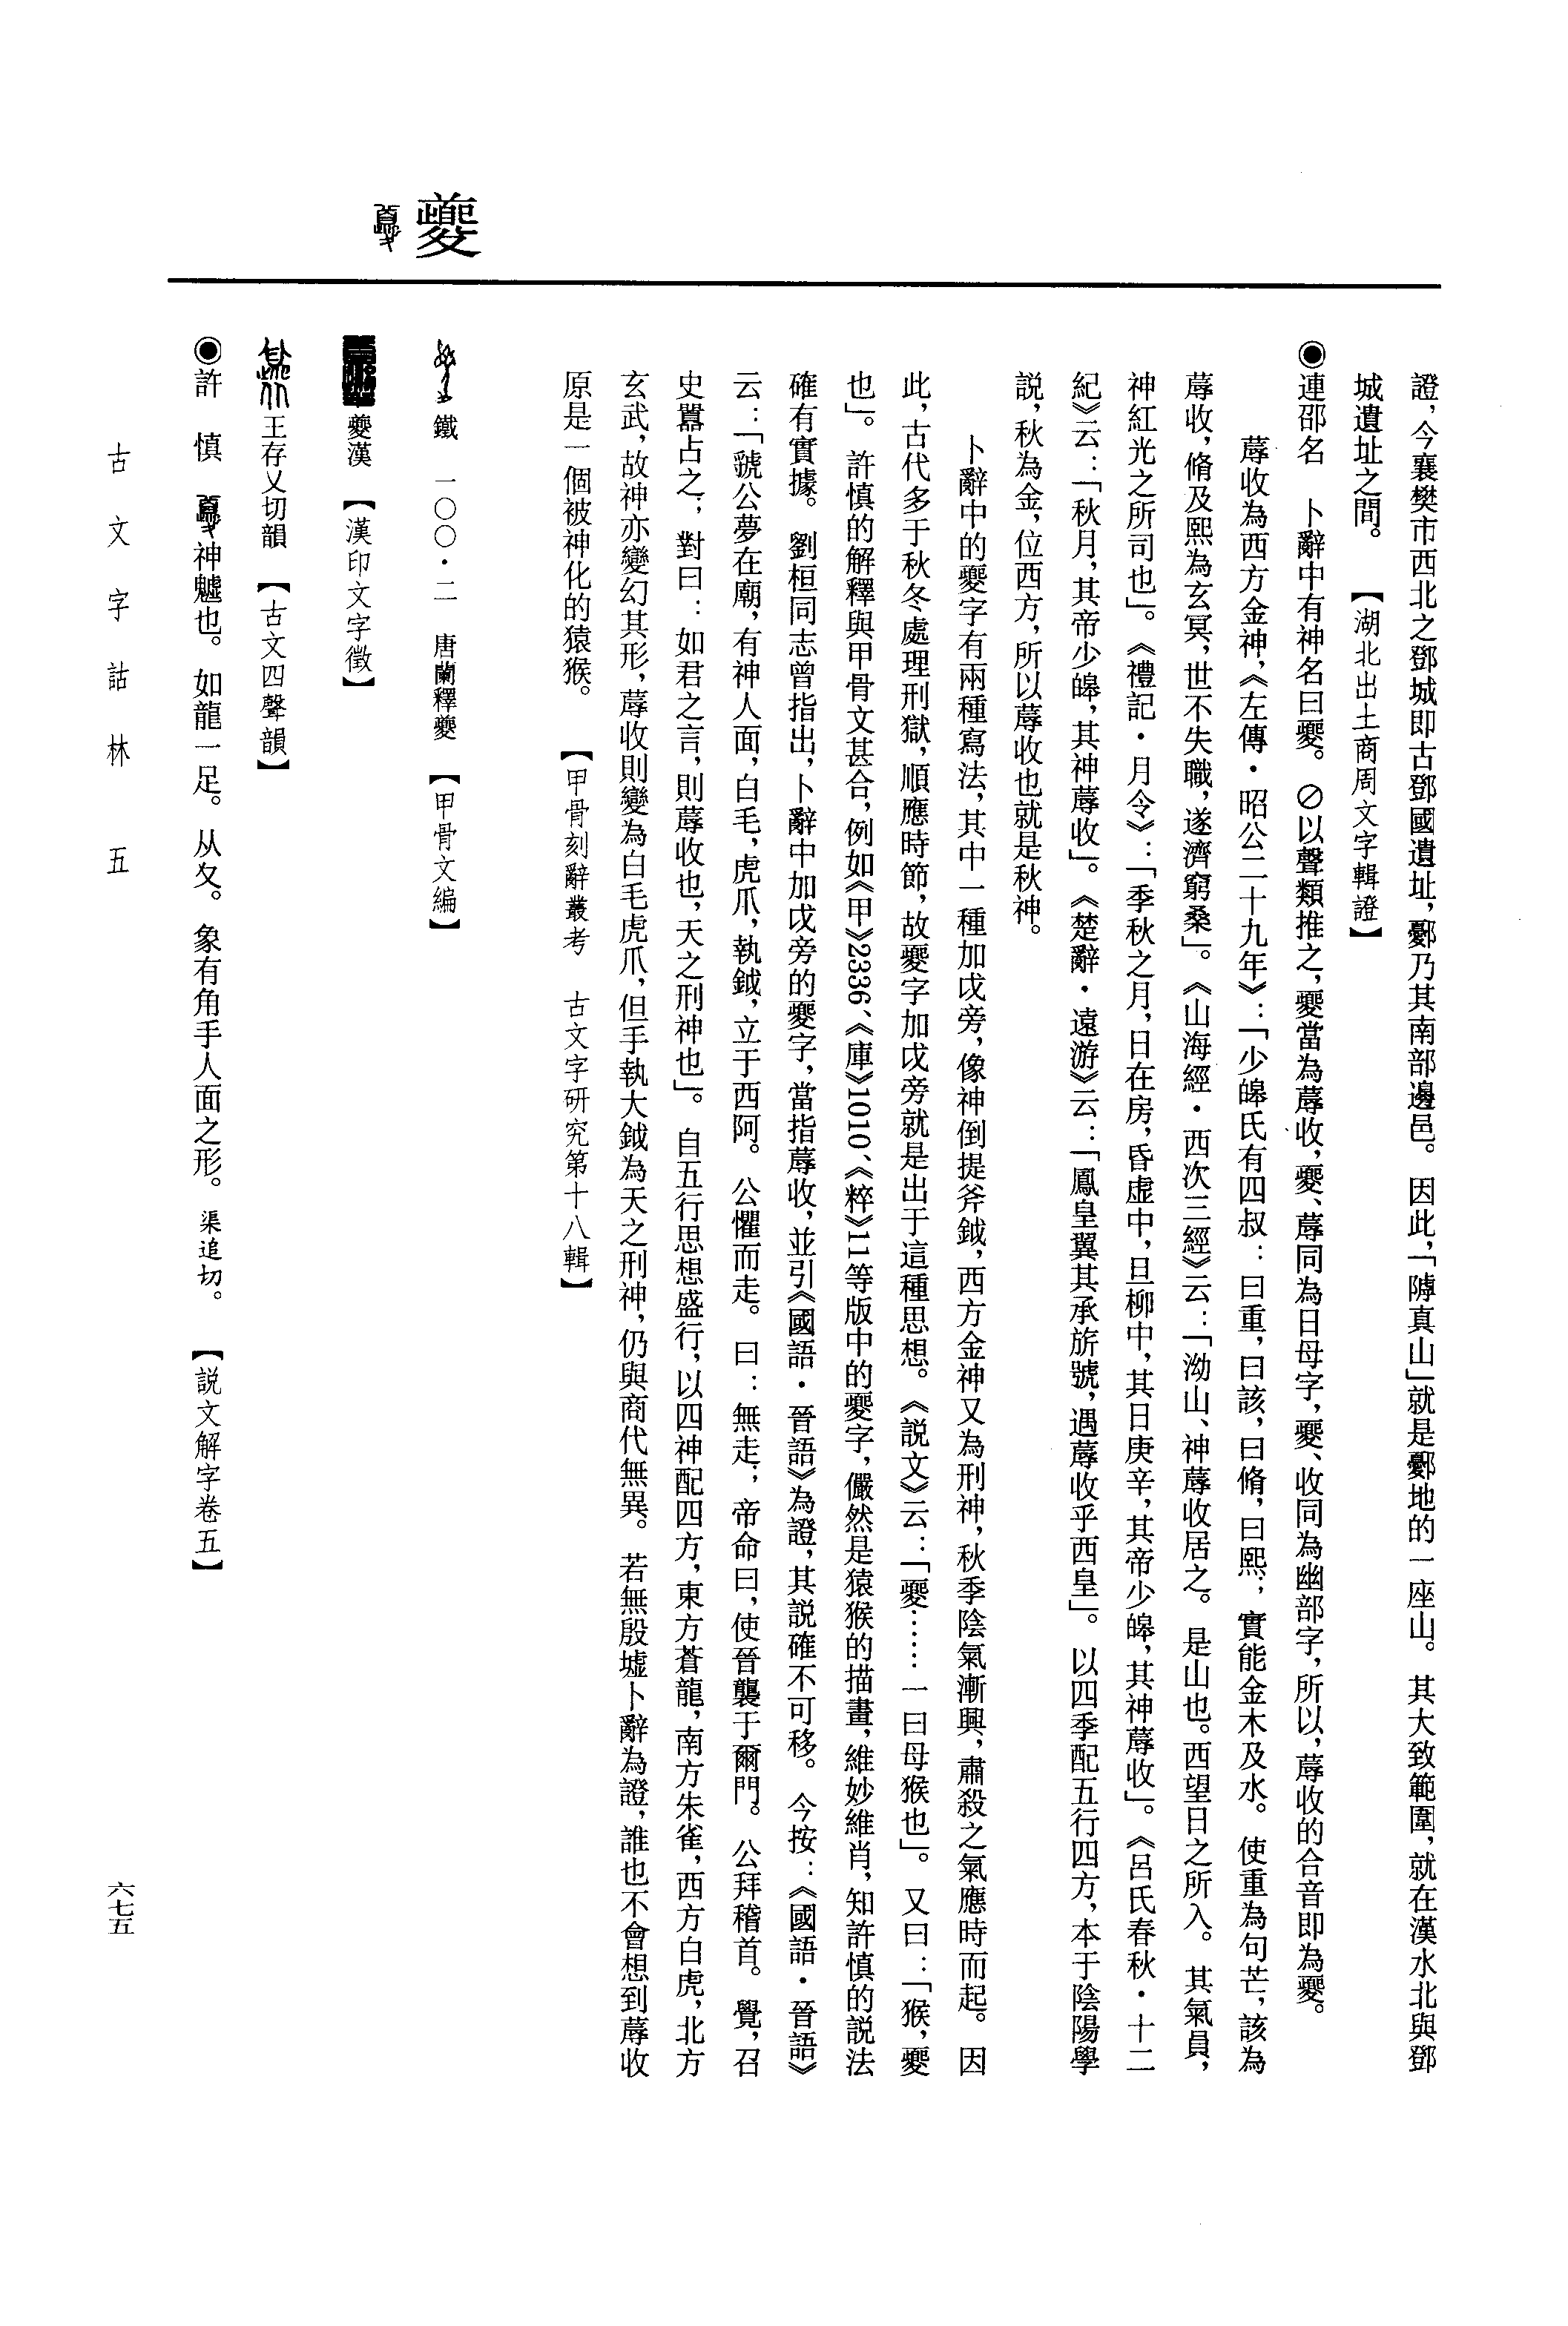 夔
證，今襄樊市西北之鄧城即古鄧國遺址，鄾乃其南部邊邑。因此，「㙤真山」就是鄾地的一座山。其大致範圍，就在漢水北與鄧
城遺址之間。　【湖北出土商周文字輯證】
◉連邵名　卜辭中有神名曰夒。⊘以聲類推之，夒當為蓐收，夒、蓐同為日母字，夒、收同為幽部字，所以，蓐收的合音即為夒。
蓐收為西方金神，《左傳·昭公二十九年》：「少皞氏有四叔：曰重，曰該，曰脩，曰熙；實能金木及水。使重為句芒，該為
蓐收，脩及熙為玄冥，世不失職，遂濟窮桑」。《山海經·西次三經》云：「泑山、神蓐收居之。是山也。西望日之所入。其氣員，
神紅光之所司也」。《禮記·月令》：「季秋之月，日在房，昏虛中，旦柳中，其日庚辛，其帝少皞，其神蓐收」。《呂氏春秋·十二
紀》云：「秋月，其帝少皞，其神蓐收」。《楚辭·遠游》云：「鳳皇翼其承旂號，遇蓐收乎西皇」。以四季配五行四方，本于陰陽學
説，秋為金，位西方，所以蓐收也就是秋神。
卜辭中的夒字有兩種寫法，其中一種加戉旁，像神倒提斧鉞，西方金神又為刑神，秋季陰氣漸興，肅殺之氣應時而起。因
此，古代多于秋冬處理刑獄，順應時節，故夒字加戉旁就是出于這種思想。《説文》云：「夒……一曰母猴也」。又曰：「猴，夒
也」。許慎的解釋與甲骨文甚合，例如《甲》2336、《庫》1010、《粹》11等版中的夒字，儼然是猿猴的描畫，維妙維肖，知許慎的説法
確有實據。劉桓同志曾指出，卜辭中加戉旁的夒字，當指蓐收，並引《國語·晉語》為證，其説確不可移。今按：《國語·晉語》
云：「虢公夢在廟，有神人面，白毛，虎爪，執鉞，立于西阿。公懼而走。曰：無走；帝命曰，使晉襲于爾門。公拜稽首。覺，召
史嚚占之；對曰：如君之言，則蓐收也，天之刑神也」。自五行思想盛行，以四神配四方，東方蒼龍，南方朱雀，西方白虎，北方
玄武，故神亦變幻其形，蓐收則變為白毛虎爪，但手執大鉞為天之刑神，仍與商代無異。若無殷墟卜辭為證，誰也不會想到蓐收
原是一個被神化的猿猴。　【甲骨刻辭叢考　古文字研究第十八輯】
鐵　一〇〇·二　唐蘭釋夔　【甲骨文編】
夔漢　【漢印文字徵】
王存乂切韻　【古文四聲韻】
◉許　慎　神魖也。如龍一足。从夊。象有角手人面之形。渠追切。　【説文解字卷五】
古文字詁林　五
六七五